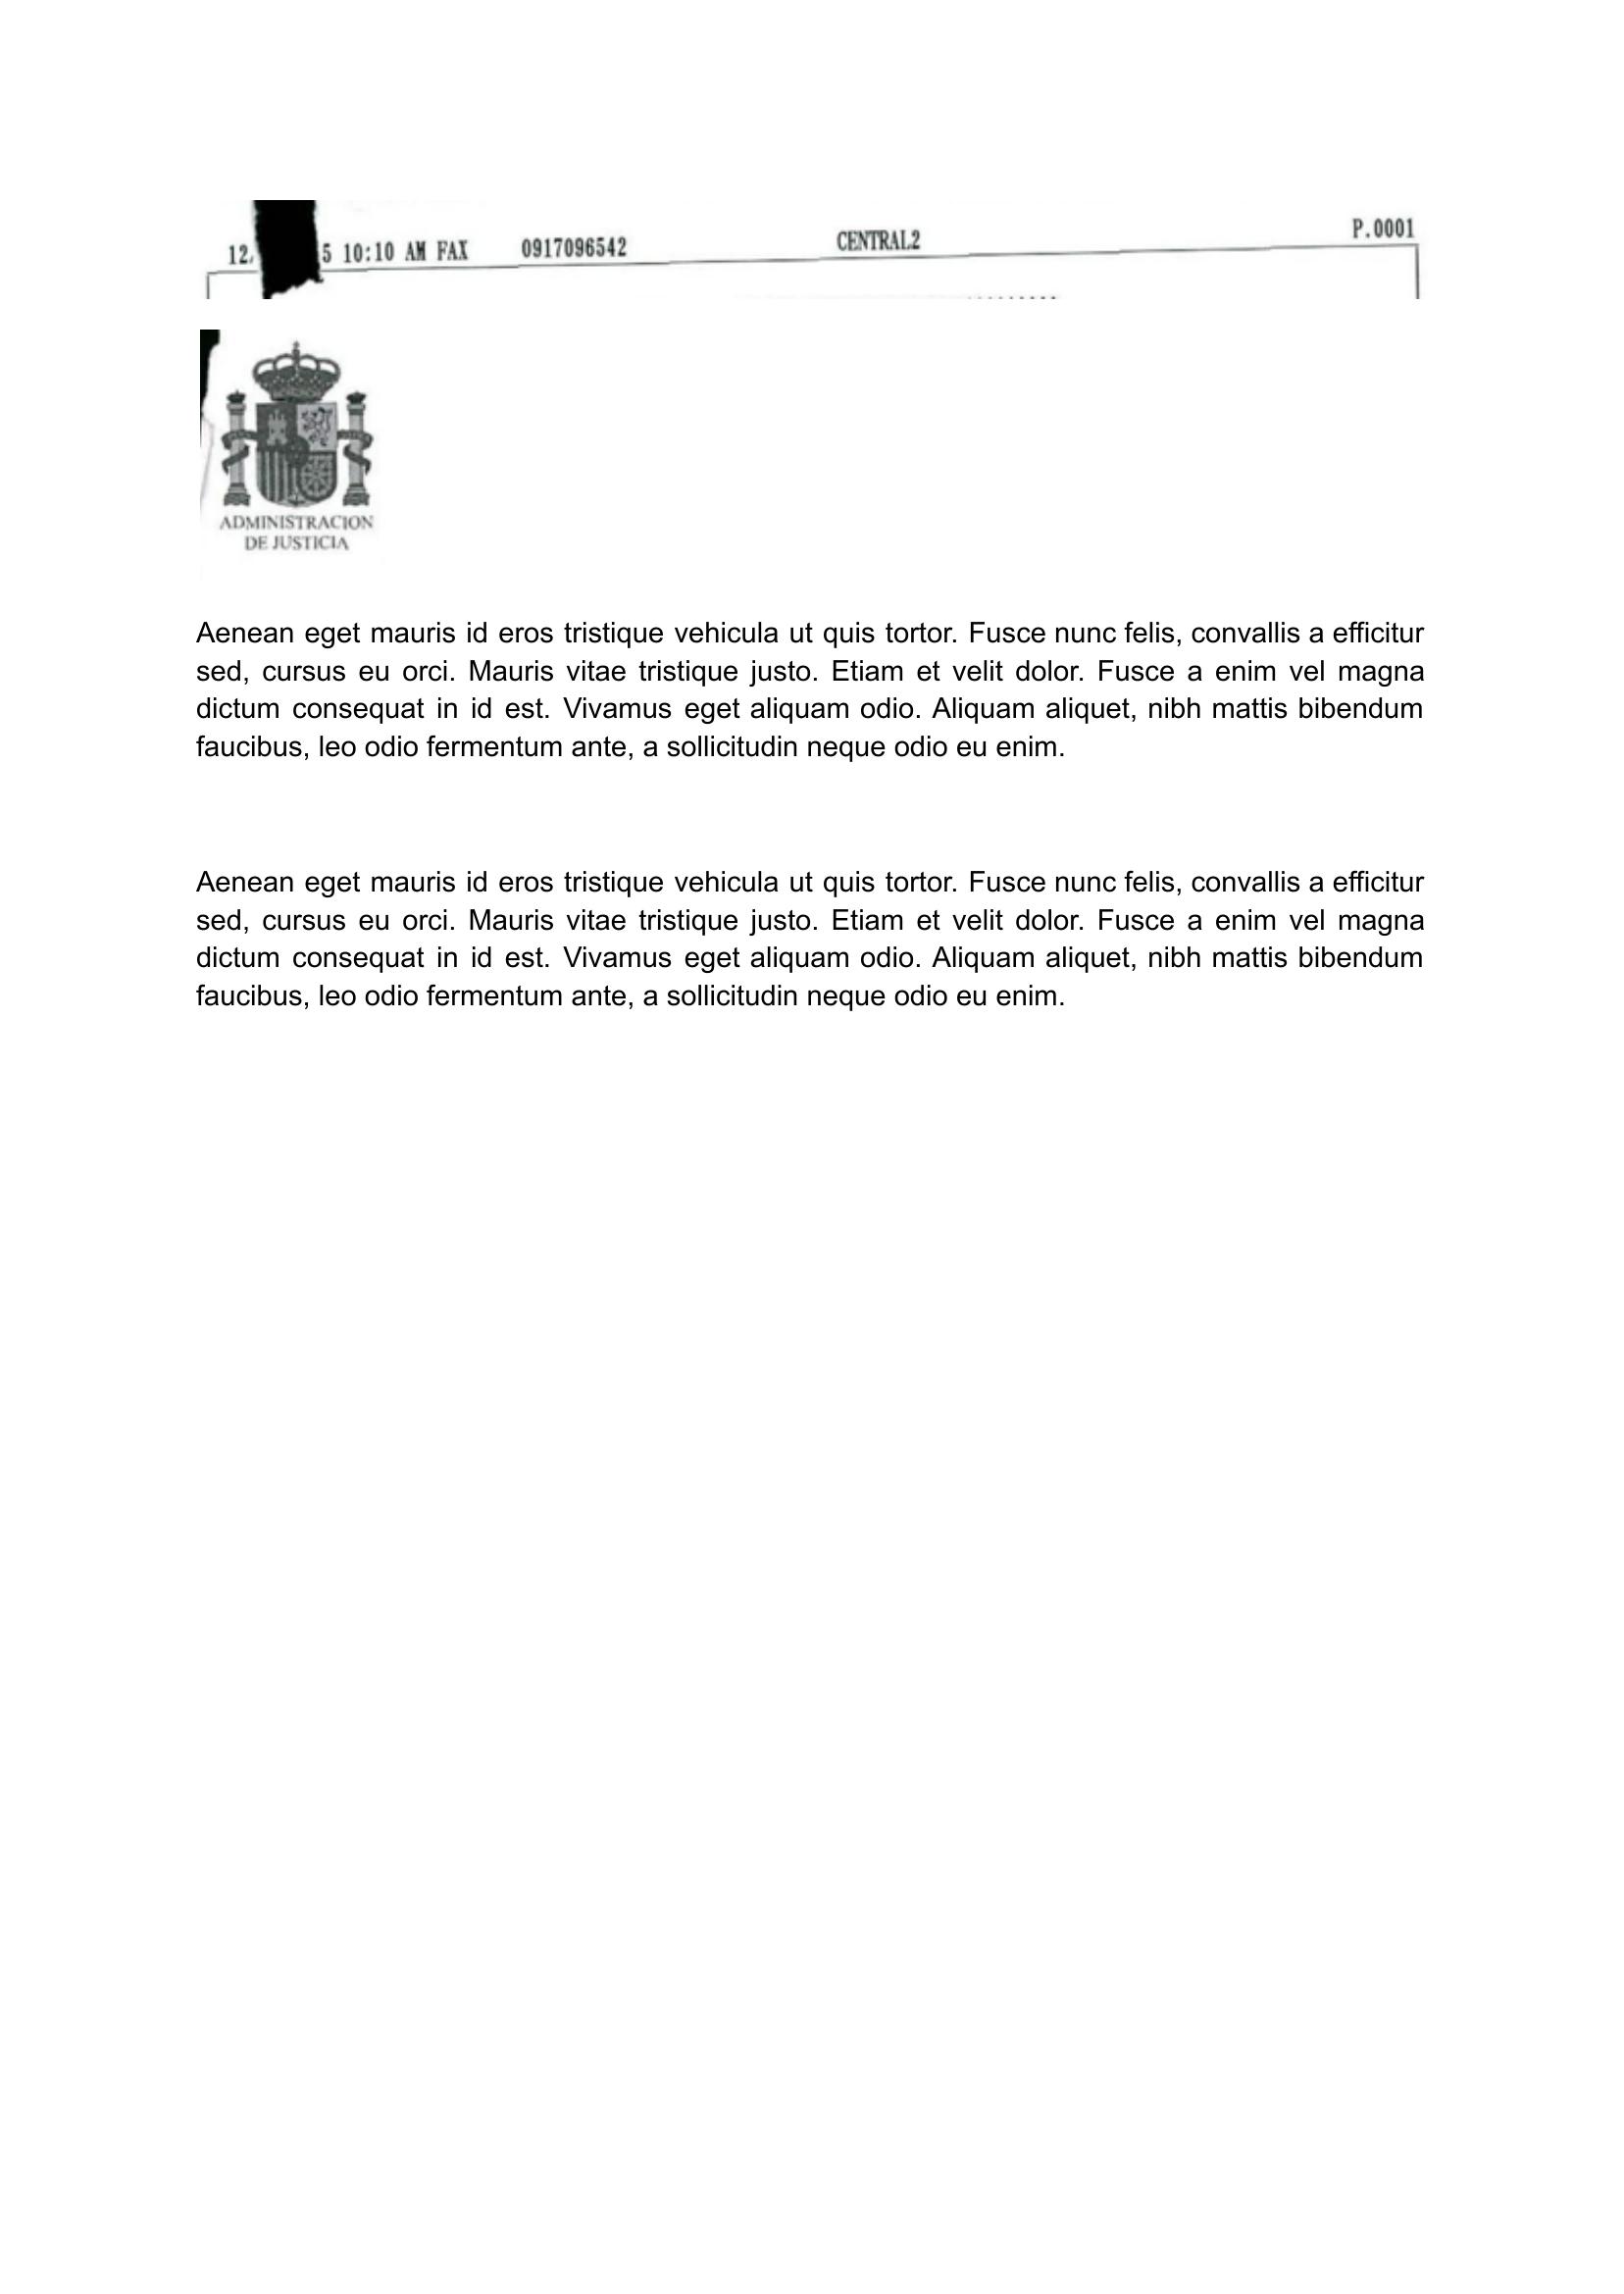 12/ 5 10:10 AM FAX 0917096542 CENTRAL2 P.0001
ADMINISTRACION
DE JUSTICIA
Aenean eget mauris id eros tristique vehicula ut quis tortor. Fusce nunc felis, convallis a efficitur
sed, cursus eu orci. Mauris vitae tristique justo. Etiam et velit dolor. Fusce a enim vel magna
dictum consequat in id est. Vivamus eget aliquam odio. Aliquam aliquet, nibh mattis bibendum
faucibus, leo odio fermentum ante, a sollicitudin neque odio eu enim.
Aenean eget mauris id eros tristique vehicula ut quis tortor. Fusce nunc felis, convallis a efficitur
sed, cursus eu orci. Mauris vitae tristique justo. Etiam et velit dolor. Fusce a enim vel magna
dictum consequat in id est. Vivamus eget aliquam odio. Aliquam aliquet, nibh mattis bibendum
faucibus, leo odio fermentum ante, a sollicitudin neque odio eu enim.